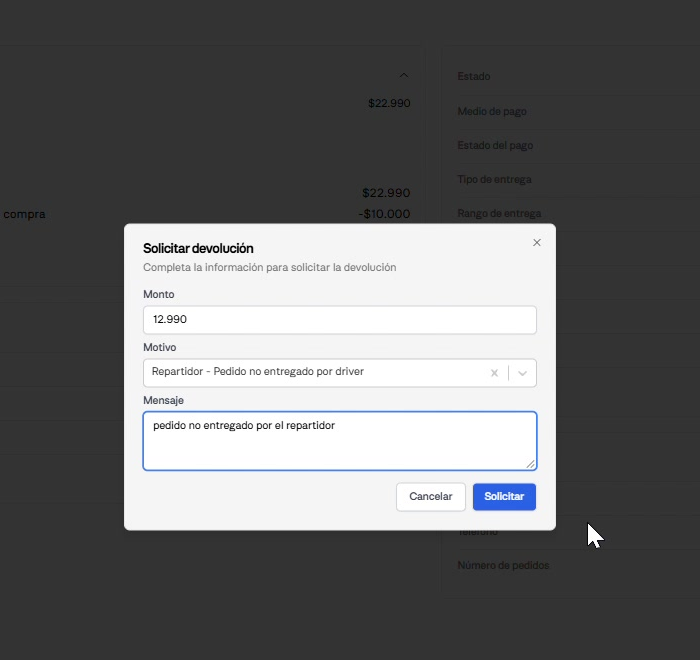 Estado
$22.990
Medio de pago
Estado del pago
Tipo de entrega
$22.990
compra
-$10.000
Rango de entrega
Solicitar devolución
Completa la información para solicitar la devolución
Monto
12.990
Motivo
Repartidor - Pedido no entregado por driver
Mensaje
pedido no entregado por el repartidor
Cancelar
Solicitar
Teléfono
Número de pedidos